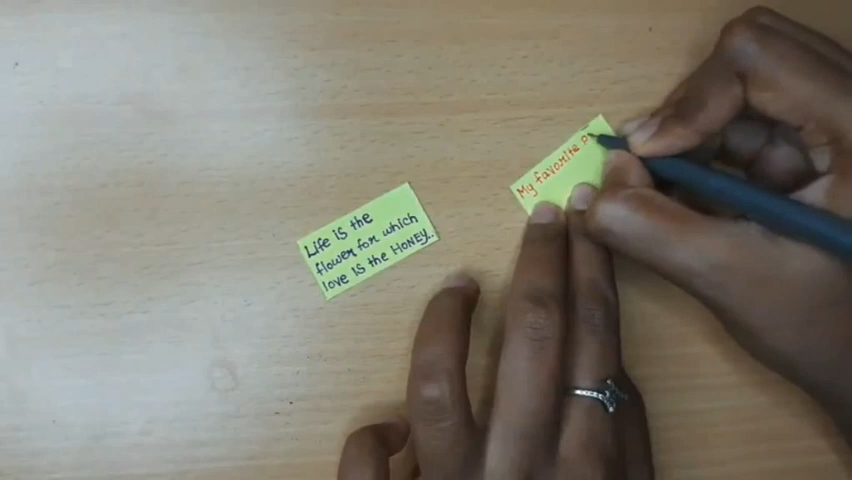 Life is the
flower for which
love is the HONEY..
My favorite